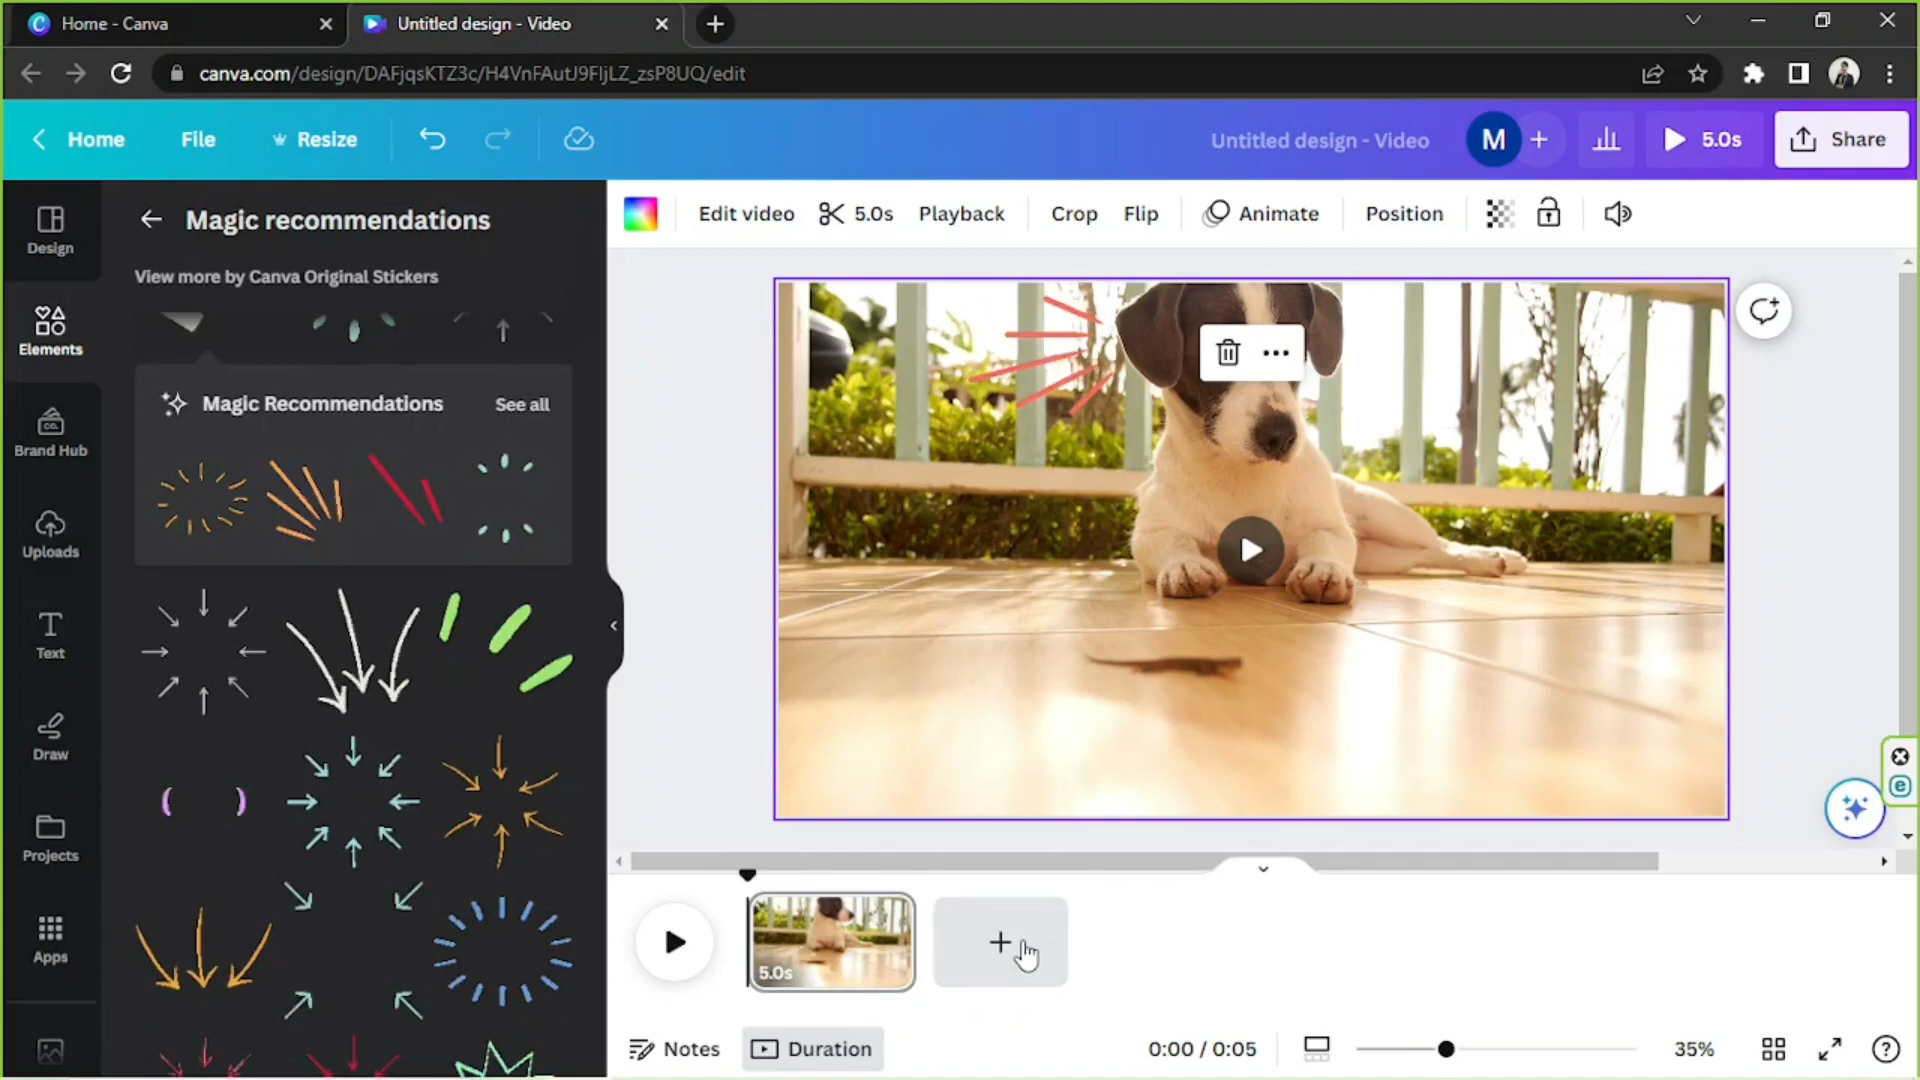 Home - Canva
Untitled design - Video
canva.com/design/DAFjqsKTZ3c/H4VnFAutJ9FIjLZ_zsP8UQ/edit
Home
File
Resize
Untitled design - Video
M
5.0s
Share
Design
Elements
Brand Hub
CO.
Uploads
Text
Draw
Projects
Apps
Magic recommendations
View more by Canva Original Stickers
Magic Recommendations
See all
Edit video
5.0s
Playback
Crop
Flip
Animate
Position
5.0s
Notes
Duration
0:00 / 0:05
35%